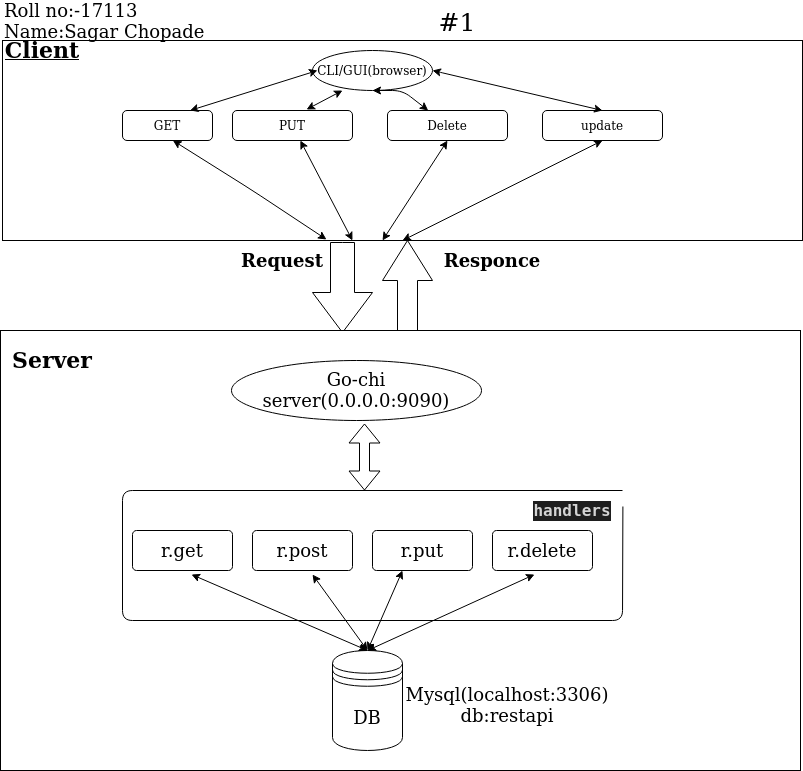 Roll no:-17113
Name:Sagar Chopade
#1
Client
CLI/GUI(browser)
GET
PUT
Delete
update
Request
Responce
Server
Go-chi
server(0.0.0.0:9090)
handlers
r.get
r.post
r.put
r.delete
DB
Mysql(localhost:3306)
db:restapi